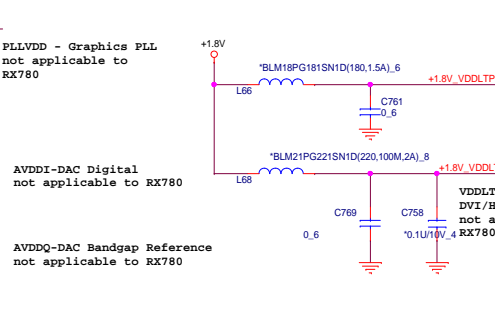 PLLVDD - Graphics PLL
not applicable to
RX780
+1.8V
*BLM18PG181SN1D(180,1.5A)_6
L66
+1.8V_VDDLTP
C761
0_6
AVDDI-DAC Digital
not applicable to RX780
*BLM21PG221SN1D(220,100M,2A)_8
L68
+1.8V_VDDLT
VDDLT
DVI/H
not a
RX780
C769
0_6
C758
*0.1U/10V_4
AVDDQ-DAC Bandgap Reference
not applicable to RX780